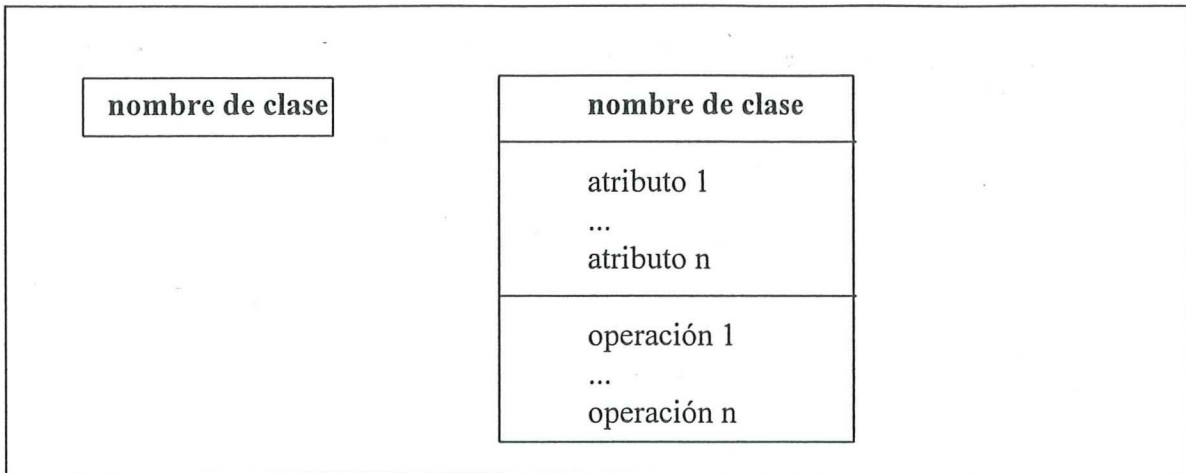 nombre de clase
nombre de clase
atributo 1
...
atributo n
operación 1
...
operación n